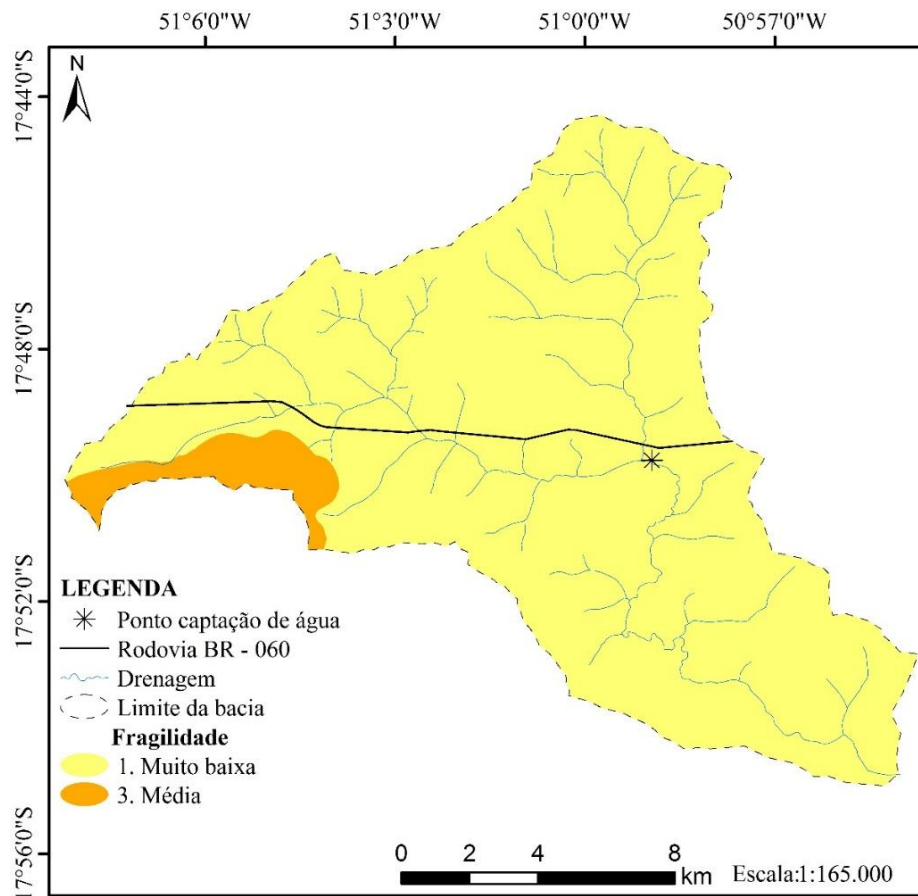 51°6'0"W 51°3'0"W 51°0'0"W 50°57'0"W
N
17°44'0"S
17°48'0"S
17°52'0"S
17°56'0"S
LEGENDA
Ponto captação de água
Rodovia BR - 060
Drenagem
Limite da bacia
Fragilidade
1. Muito baixa
3. Média
0 2 4 8
km
Escala:1:165.000